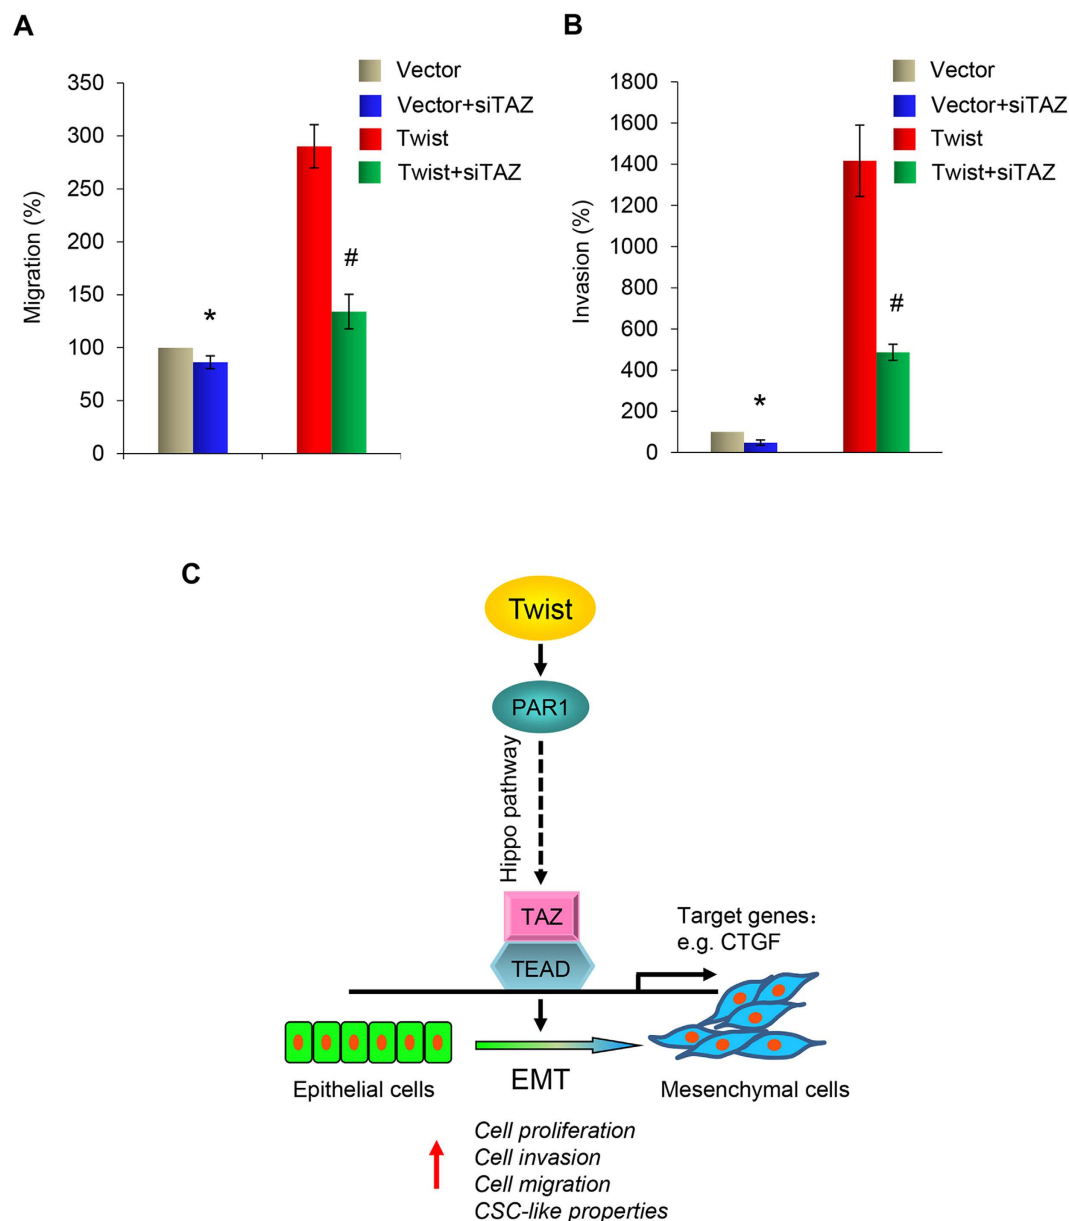 A
Migration (%)
350
300
250
200
150
100
50
0
Vector
Vector+siTAZ
Twist
Twist+siTAZ
*
#
B
Invasion (%)
1800
1600
1400
1200
1000
800
600
400
200
0
Vector
Vector+siTAZ
Twist
Twist+siTAZ
*
#
C
Twist
PAR1
Hippo pathway
TAZ
TEAD
Target genes:
e.g. CTGF
Epithelial cells
EMT
Mesenchymal cells
Cell proliferation
Cell invasion
Cell migration
CSC-like properties